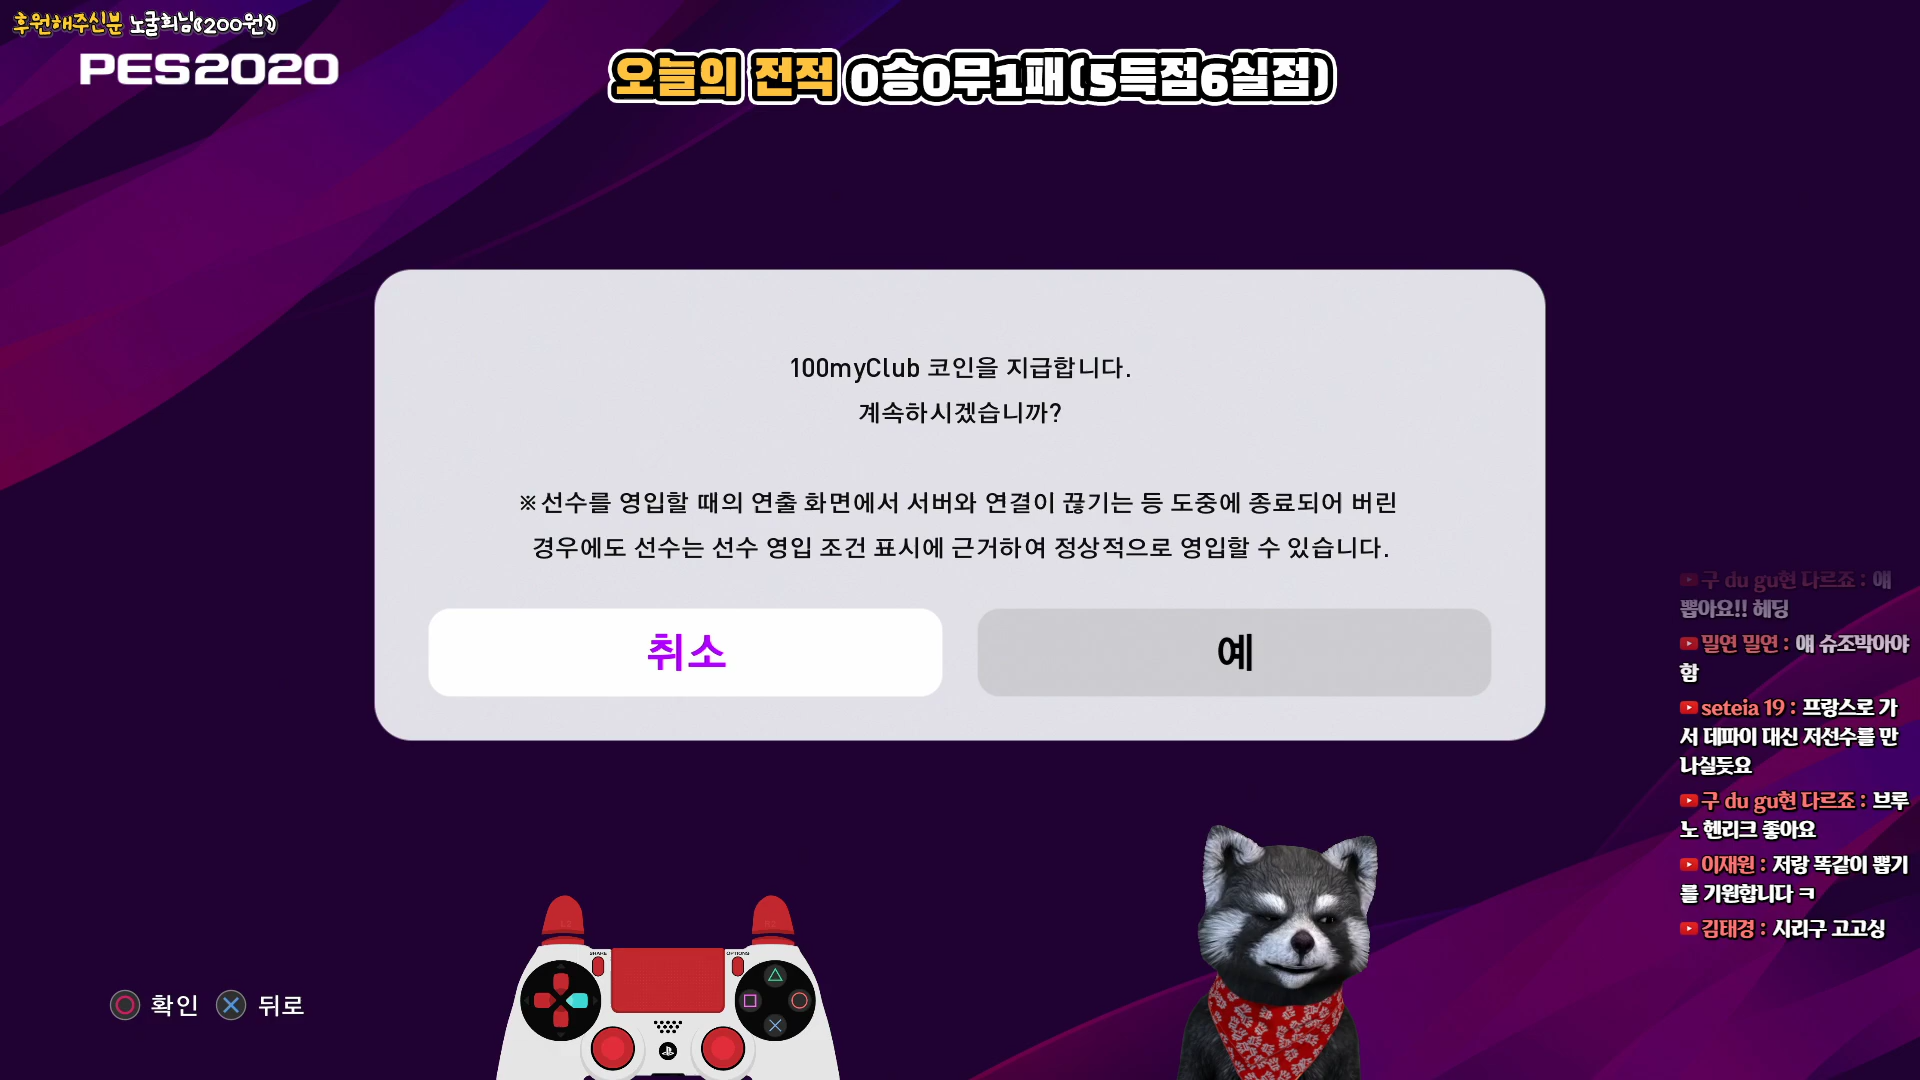 후원해주신분 노쿨희님(200원)
PES2020
오늘의 전적 0승0무1패(5득점6실점)
100myClub 코인을 지급합니다.
계속하시겠습니까?
※선수를 영입할 때의 연출 화면에서 서버와 연결이 끊기는 등 도중에 종료되어 버린
경우에도 선수는 선수 영입 조건 표시에 근거하여 정상적으로 영입할 수 있습니다.
취소
예
구 du gu현 다르죠 : 얘
뽑아요!! 헤딩
밀연 밀연 : 얘 슈조박아야
함
seteia 19 : 프랑스로 가
서 데파이 대신 저선수를 만
나실듯요
구 du gu현 다르죠 : 브루
노 헨리크 좋아요
이재원 : 저랑 똑같이 뽑기
를 기원합니다 ㅋ
김태경 : 시리구 고고싱
SHARE
OPTIONS
확인
뒤로